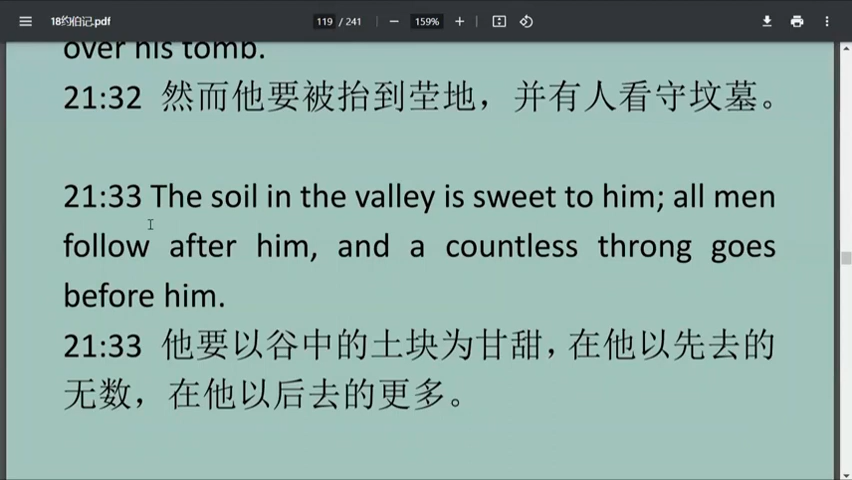 18约伯记.pdf
119 / 241
159%
over his tomb.
21:32 然而他要被抬到茔地，并有人看守坟墓。
21:33 The soil in the valley is sweet to him; all men
follow after him, and a countless throng goes
before him.
21:33 他要以谷中的土块为甘甜，在他以先去的
无数，在他以后去的更多。